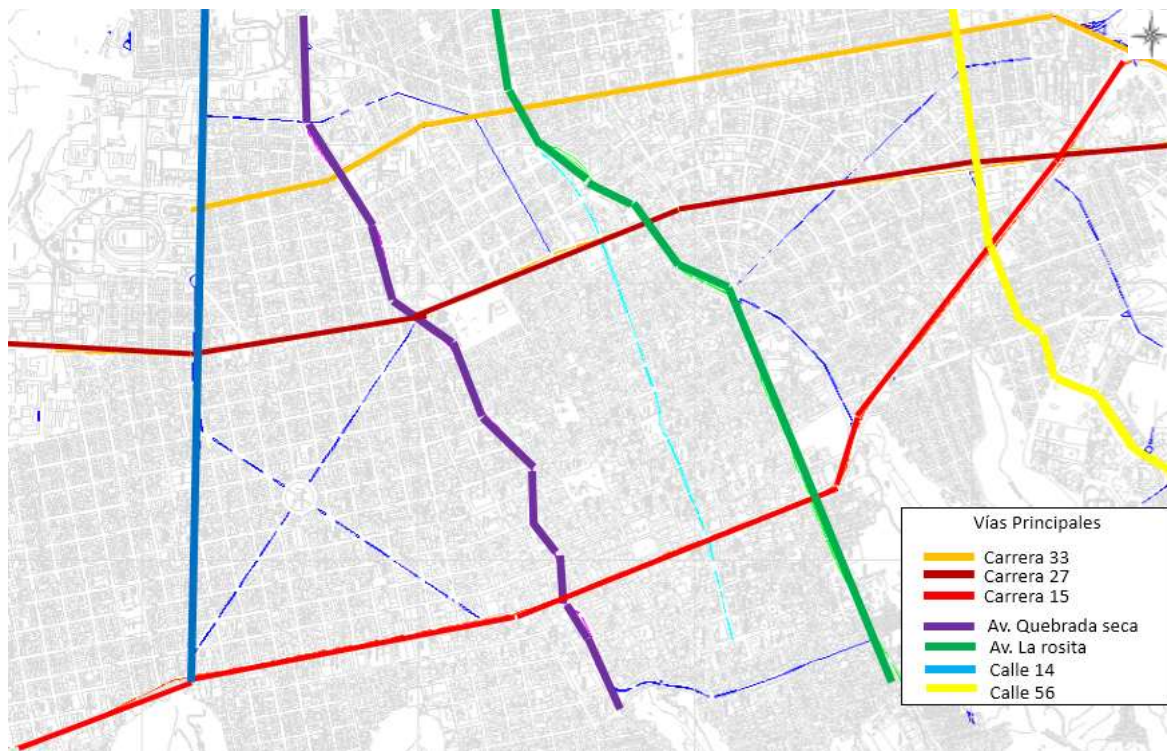 Vías Principales
Carrera 33
Carrera 27
Carrera 15
Av. Quebrada seca
Av. La rosita
Calle 14
Calle 56